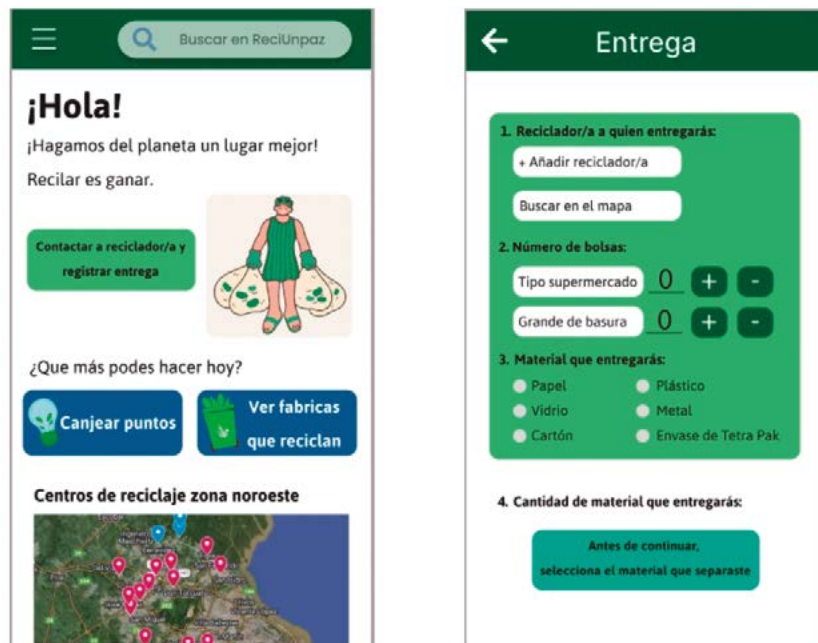 Buscar en ReciUnpaz
¡Hola!
¡Hagamos del planeta un lugar mejor!
Recilar es ganar.
Contactar a reciclador/a y
registrar entrega
¿Que más podes hacer hoy?
Canjear puntos
Ver fabricas
que reciclan
Centros de reciclaje zona noroeste
San Miguel
Entrega
1. Reciclador/a a quien entregarás:
+ Añadir reciclador/a
Buscar en el mapa
2. Número de bolsas:
Tipo supermercado 0 + -
Grande de basura 0 + -
3. Material que entregarás:
Papel Plástico
Vidrio Metal
Cartón Envase de Tetra Pak
4. Cantidad de material que entregarás:
Antes de continuar,
selecciona el material que separaste